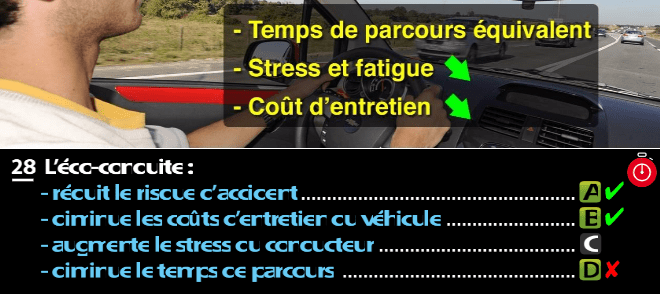 - Temps de parcours équivalent
- Stress et fatigue
- Coût d'entretien
28 L'éco-conduite :
- réduit le risque d'accident A
- diminue les coûts d'entretien du véhicule B
- augmente le stress du conducteur C
- diminue le temps de parcours D